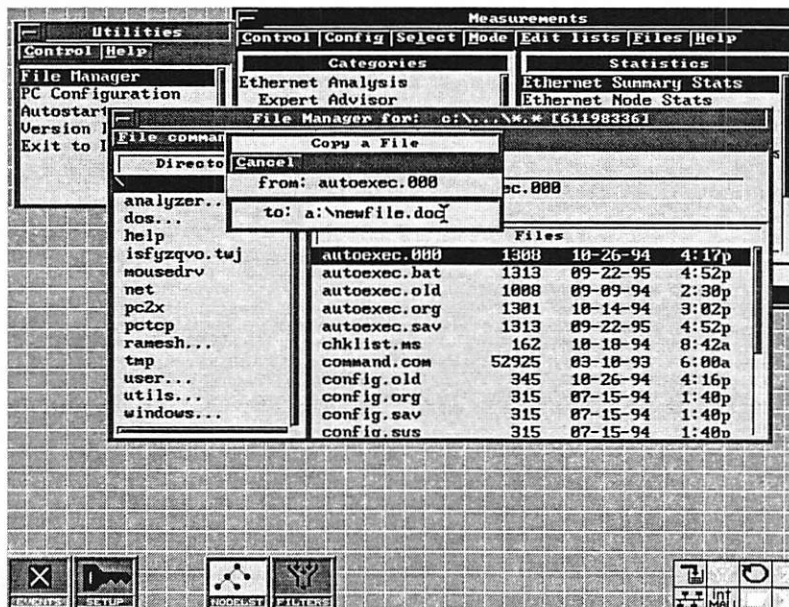 Utilities
Control Help
File Manager
PC Configuration
Autostart
Version
Exit to
Measurements
Control Config Select Mode Edit lists Files Help
Categories
Ethernet Analysis
Expert Advisor
Statistics
Ethernet Summary Stats
Ethernet Node Stats
File Manager for: c:\...\*.* [61198336]
File comman
Copy a File
Cancel
from: autoexec.000
to: a:\newfile.doc
ec.000
Directo
\
analyzer...
dos...
help
isfyzqvo.twj
mousedrv
net
pc2x
pctcp
ramesh...
tmp
user...
utils...
windows...
Files
autoexec.000 1308 10-26-94 4:17p
autoexec.bat 1313 09-22-95 4:52p
autoexec.old 1008 09-09-94 2:30p
autoexec.org 1301 10-14-94 3:02p
autoexec.sav 1313 09-22-95 4:52p
chklist.ms 162 10-18-94 8:42a
command.com 52925 03-10-93 6:00a
config.old 345 10-26-94 4:16p
config.org 315 07-15-94 1:40p
config.sav 315 07-15-94 1:40p
config.sys 315 07-15-94 1:40p
EVENTS
SETUP
NODELST
FILTERS
Int